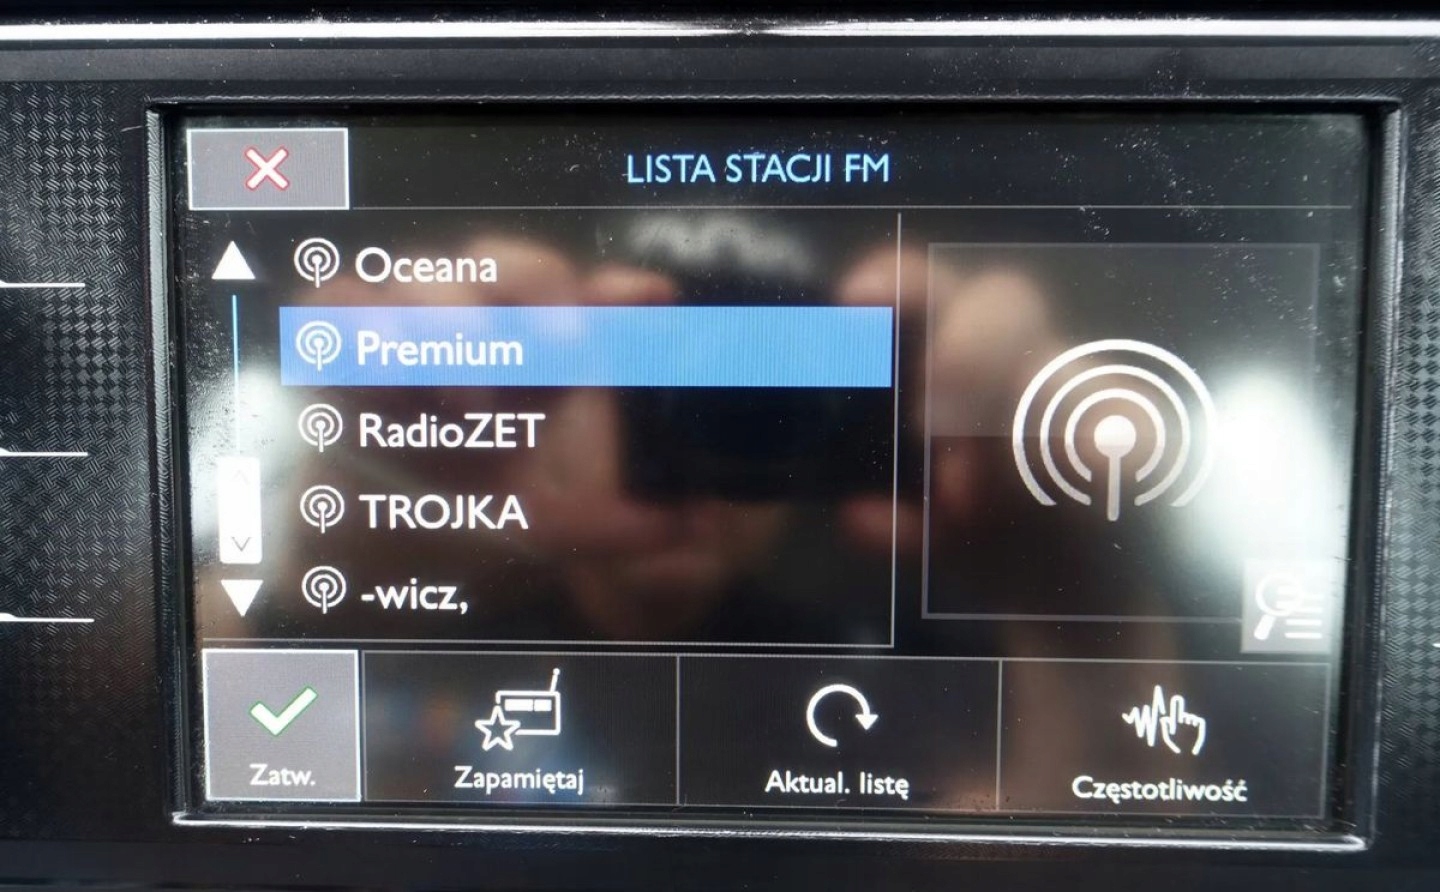 LISTA STACJI FM
Oceana
Premium
RadioZET
TROJKA
-wicz,
Zatw.
Zapamiętaj
Aktual. listę
Częstotliwość